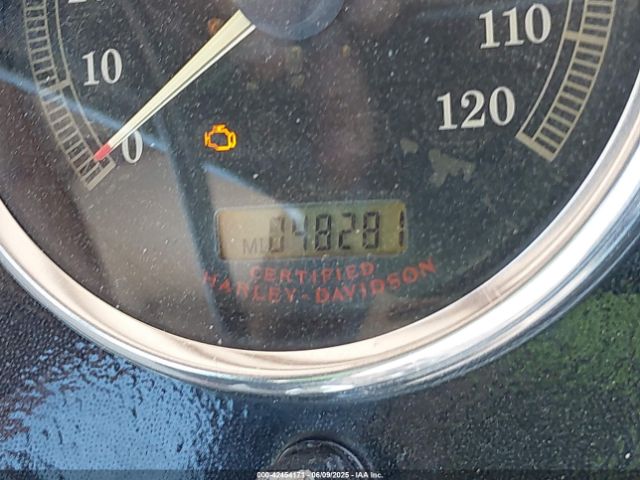 10
0
110
120
MI 048281
CERTIFIED
HARLEY-DAVIDSON
000-42454171 | 06/09/2025 | IAA Inc.